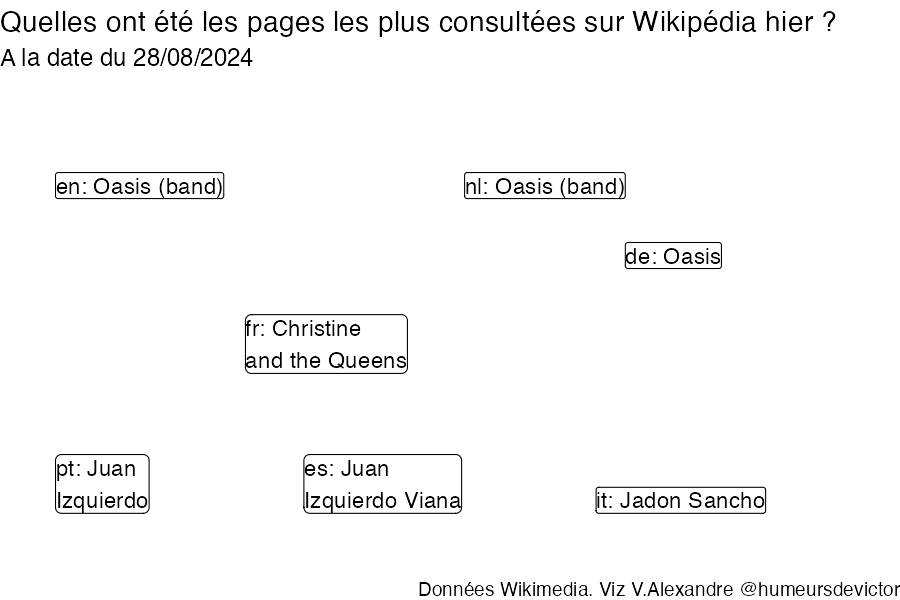 Quelles ont été les pages les plus consultées sur Wikipédia hier ?
A la date du 28/08/2024
en: Oasis (band)
nl: Oasis (band)
de: Oasis
fr: Christine
and the Queens
pt: Juan
Izquierdo
es: Juan
Izquierdo Viana
it: Jadon Sancho
Données Wikimedia. Viz V.Alexandre @humeursdevictor